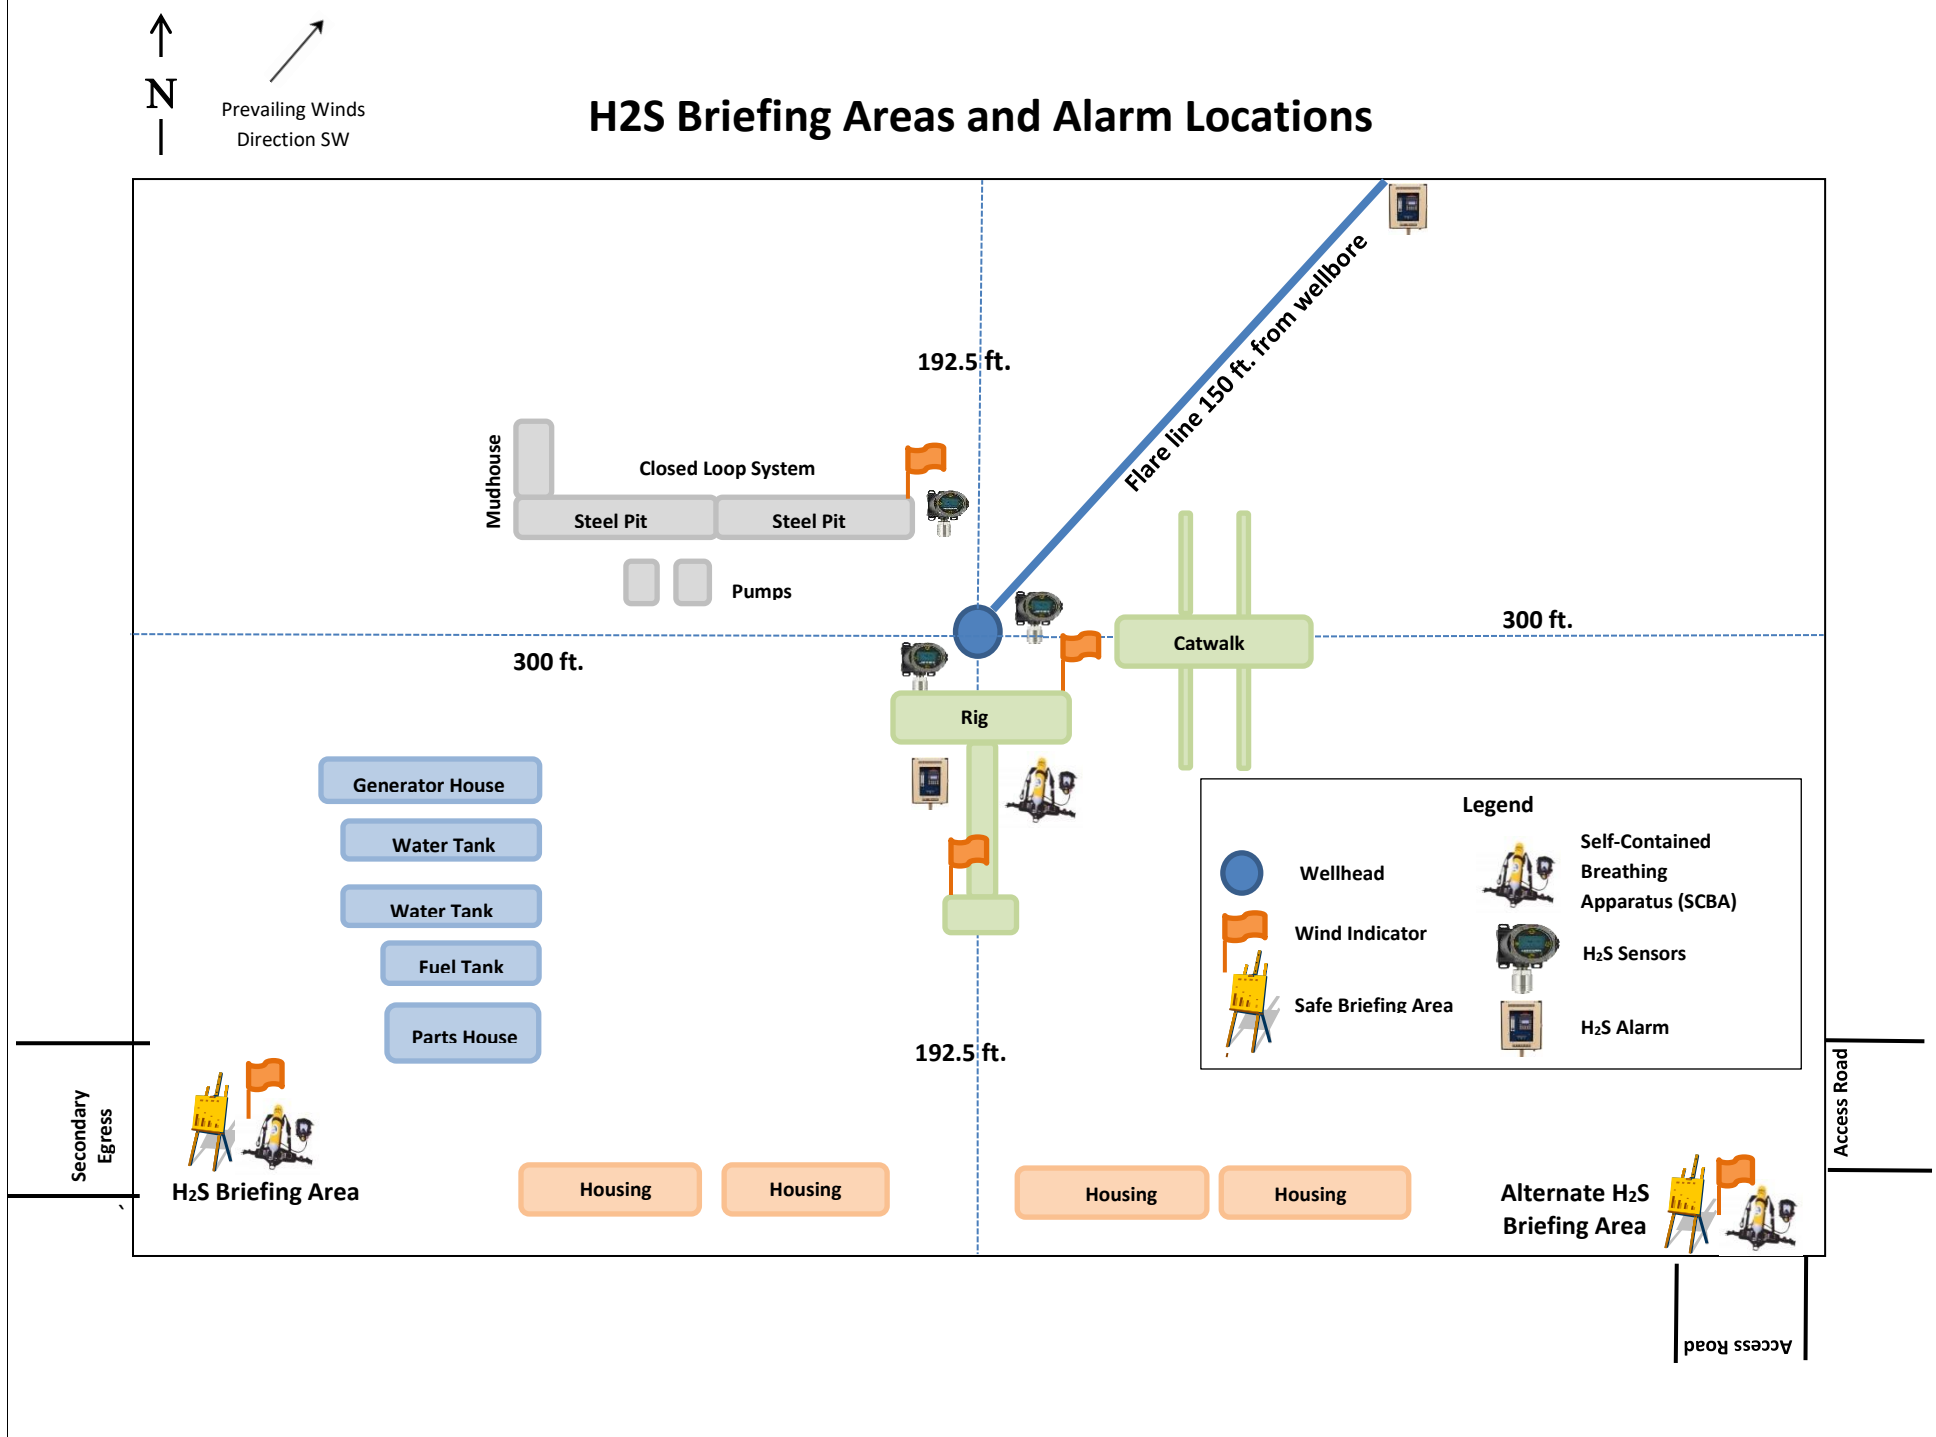 N
Prevailing Winds
Direction SW
H2S Briefing Areas and Alarm Locations
192.5 ft.
Flare line 150 ft. from wellbore
Mudhouse
Closed Loop System
Steel Pit
Steel Pit
Pumps
300 ft.
300 ft.
Catwalk
Rig
Generator House
Water Tank
Water Tank
Fuel Tank
Parts House
192.5 ft.
Legend
Wellhead
Wind Indicator
Safe Briefing Area
Self-Contained
Breathing
Apparatus (SCBA)
H2S Sensors
H2S Alarm
Secondary
Egress
`
H2S Briefing Area
Housing
Housing
Housing
Housing
Alternate H2S
Briefing Area
Access Road
Access Road